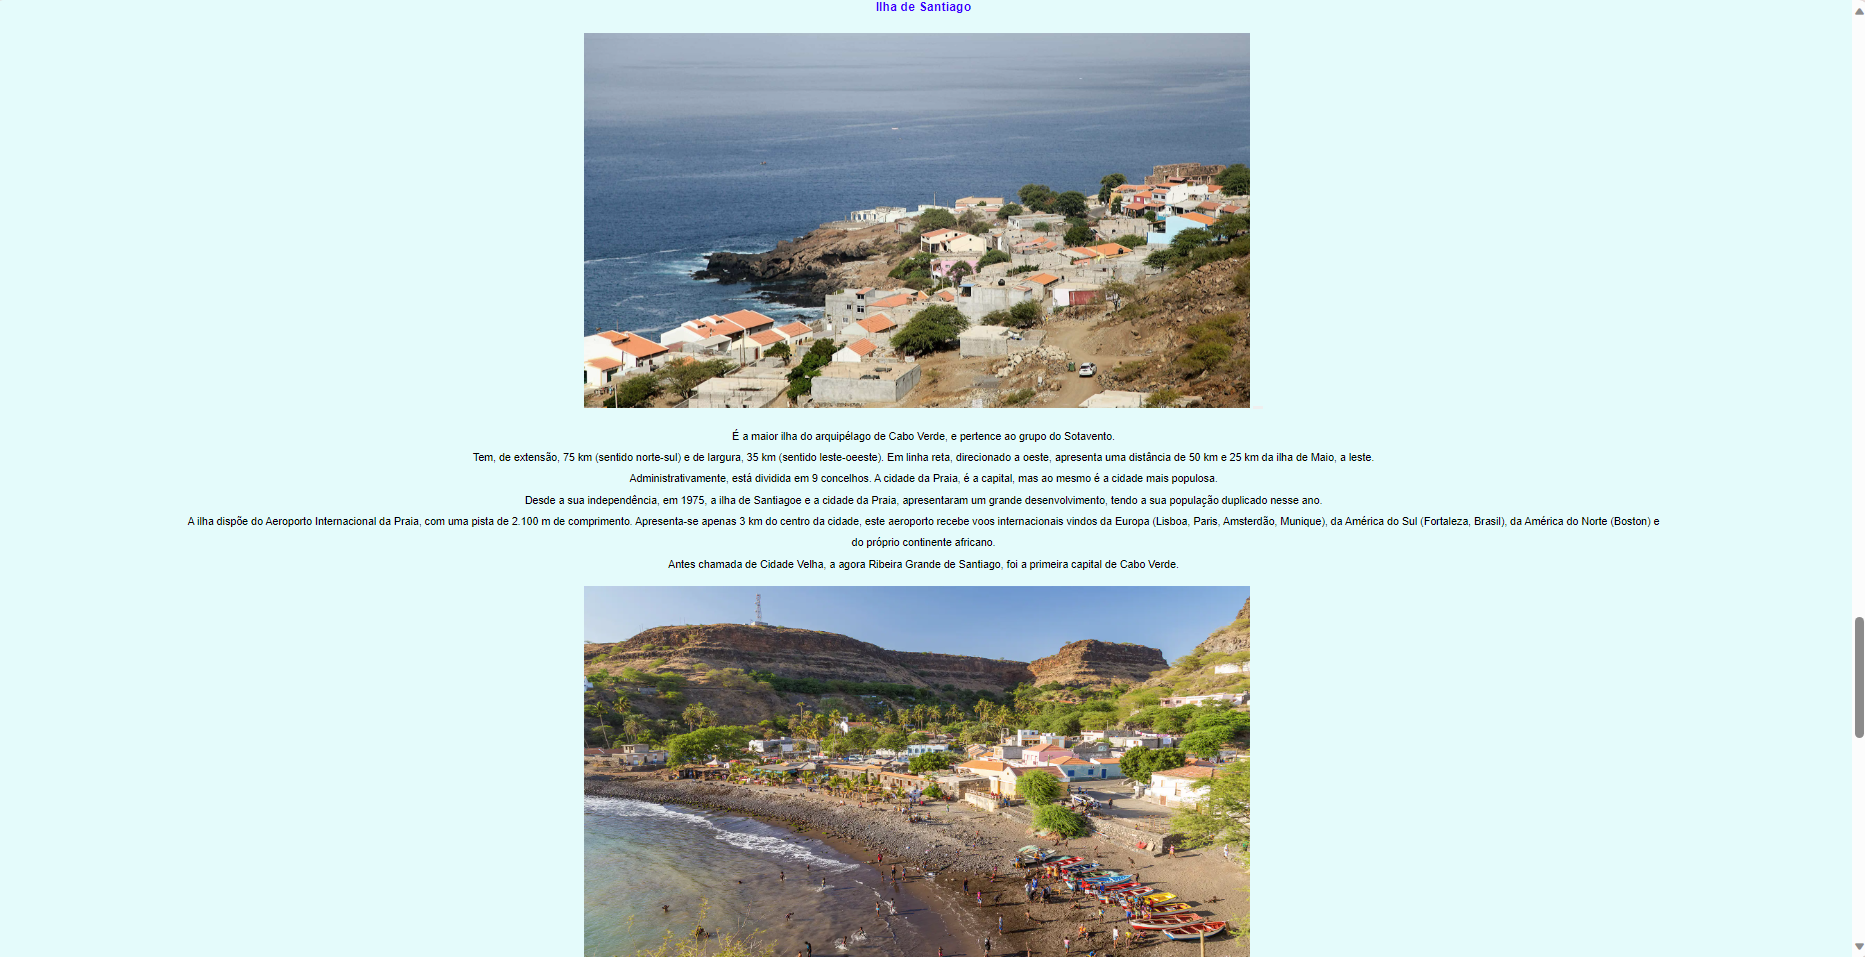 Ilha de Santiago
É a maior ilha do arquipélago de Cabo Verde, e pertence ao grupo do Sotavento.
Tem, de extensão, 75 km (sentido norte-sul) e de largura, 35 km (sentido leste-oeeste). Em linha reta, direcionado a oeste, apresenta uma distância de 50 km e 25 km da ilha de Maio, a leste.
Administrativamente, está dividida em 9 concelhos. A cidade da Praia, é a capital, mas ao mesmo é a cidade mais populosa.
Desde a sua independência, em 1975, a ilha de Santiagoe e a cidade da Praia, apresentaram um grande desenvolvimento, tendo a sua população duplicado nesse ano.
A ilha dispõe do Aeroporto Internacional da Praia, com uma pista de 2.100 m de comprimento. Apresenta-se apenas 3 km do centro da cidade, este aeroporto recebe voos internacionais vindos da Europa (Lisboa, Paris, Amsterdão, Munique), da América do Sul (Fortaleza, Brasil), da América do Norte (Boston) e
do próprio continente africano.
Antes chamada de Cidade Velha, a agora Ribeira Grande de Santiago, foi a primeira capital de Cabo Verde.